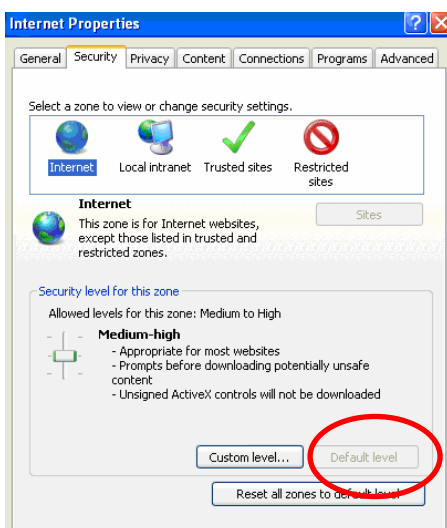 Internet Properties
General Security Privacy Content Connections Programs Advanced
Select a zone to view or change security settings.
Internet Local intranet Trusted sites Restricted sites
Internet
This zone is for Internet websites,
except those listed in trusted and
restricted zones.
Sites
Security level for this zone
Allowed levels for this zone: Medium to High
Medium-high
- Appropriate for most websites
- Prompts before downloading potentially unsafe
content
- Unsigned ActiveX controls will not be downloaded
Custom level... Default level
Reset all zones to default level